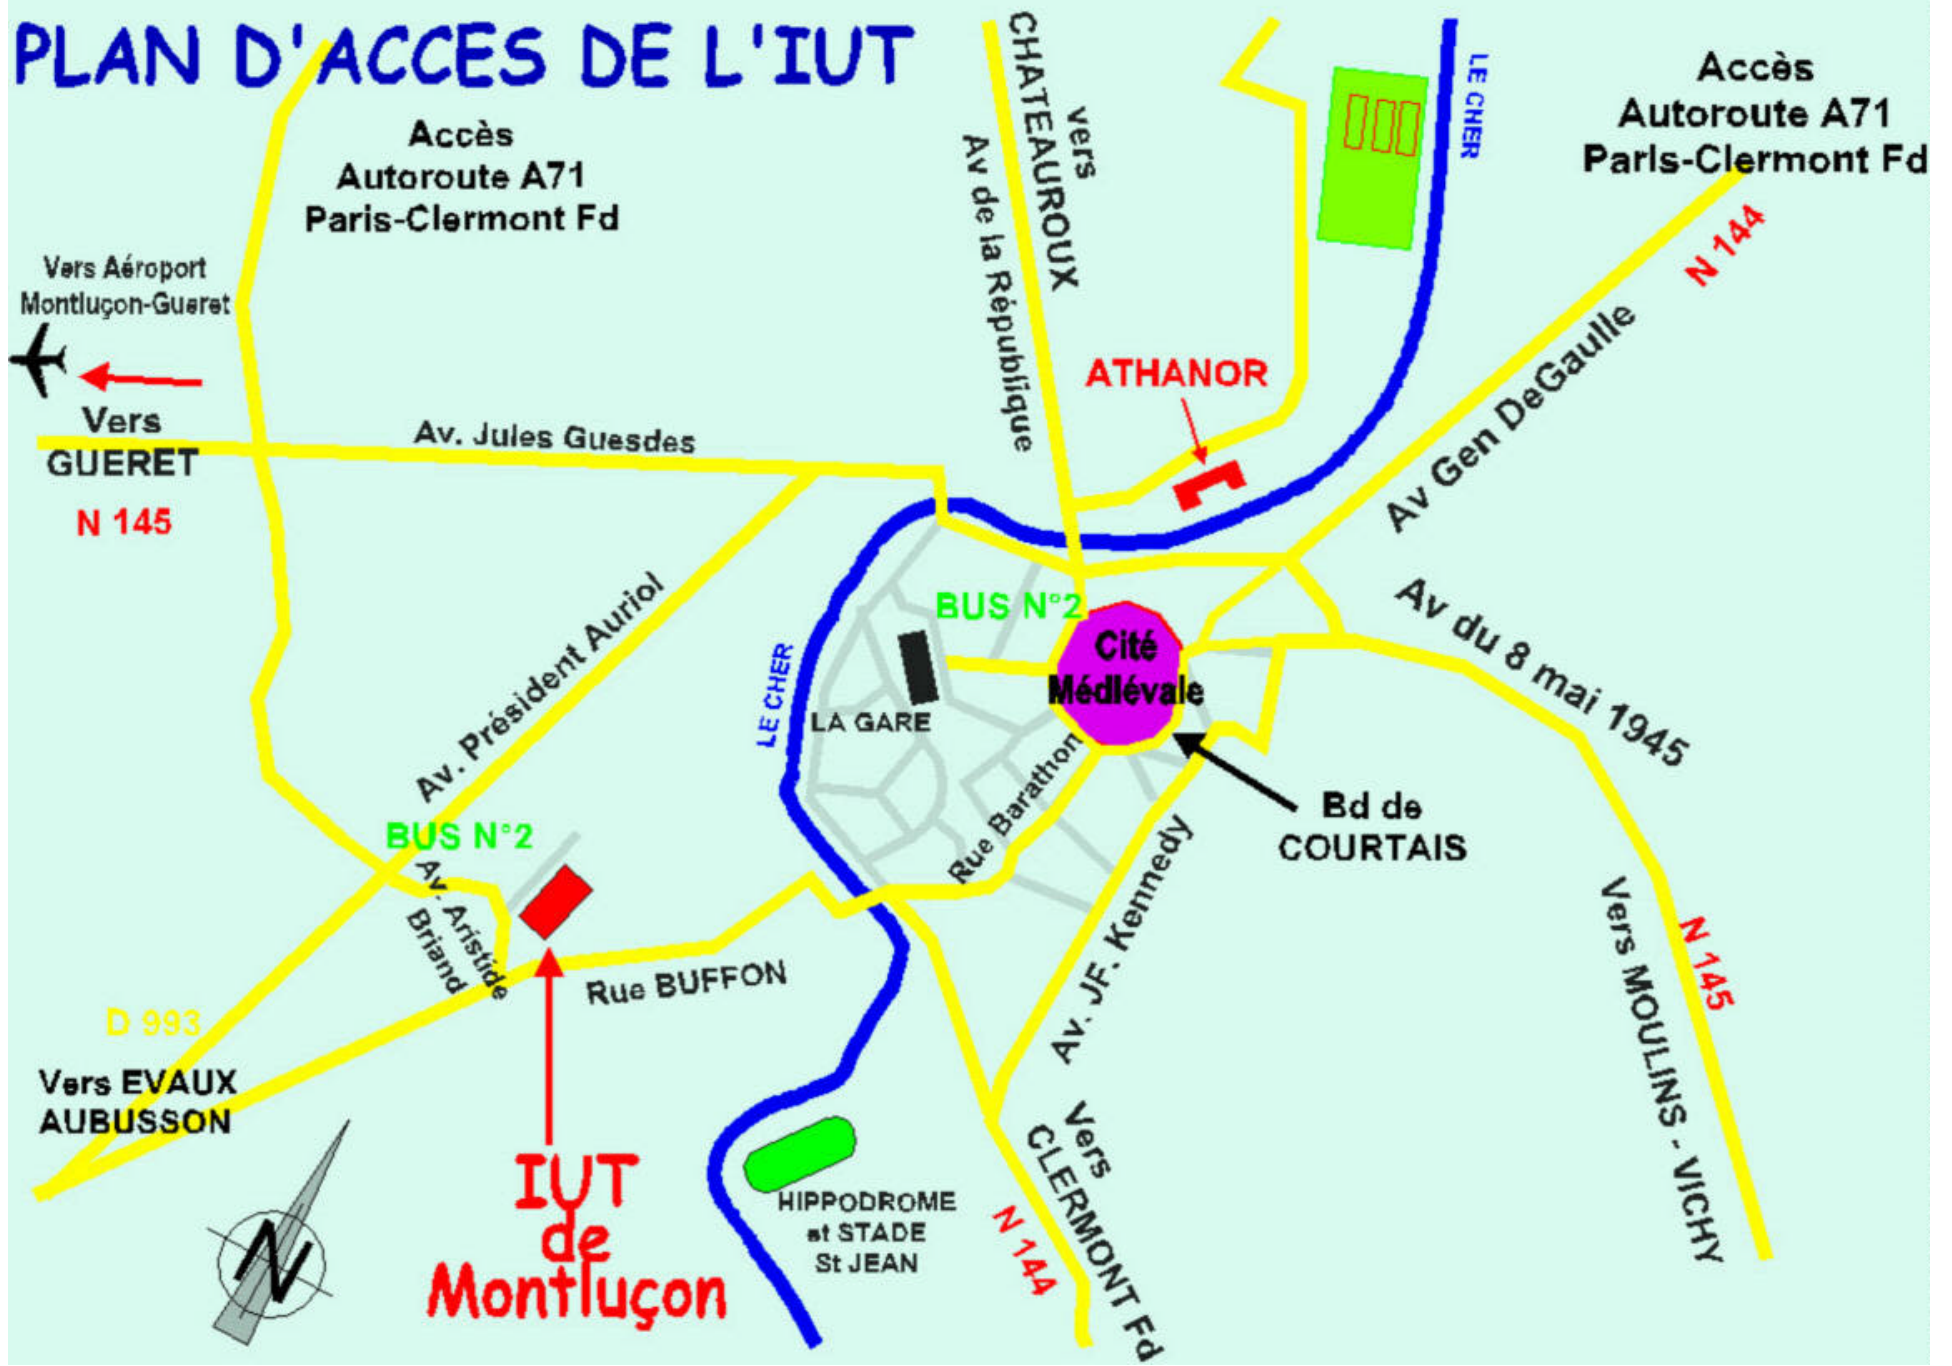 PLAN D'ACCES DE L'IUT
Accès
Autoroute A71
Paris-Clermont Fd
Vers Aéroport
Montluçon-Gueret
Vers
GUERET
N 145
Av. Jules Guesdes
vers
CHATEAUROUX
Av de la République
LE CHER
Accès
Autoroute A71
Paris-Clermont Fd
N 144
Av Gen DeGaulle
ATHANOR
Av. Président Auriol
BUS N°2
LE CHER
LA GARE
Cité
Médiévale
Av du 8 mai 1945
Bd de
COURTAIS
Rue Barathon
Av. JF. Kennedy
BUS N°2
Av. Aristide
Briand
Rue BUFFON
D 993
Vers EVAUX
AUBUSSON
N
IUT
de
Montluçon
HIPPODROME
et STADE
St JEAN
N 144
Vers
CLERMONT Fd
N 145
Vers MOULINS - VICHY